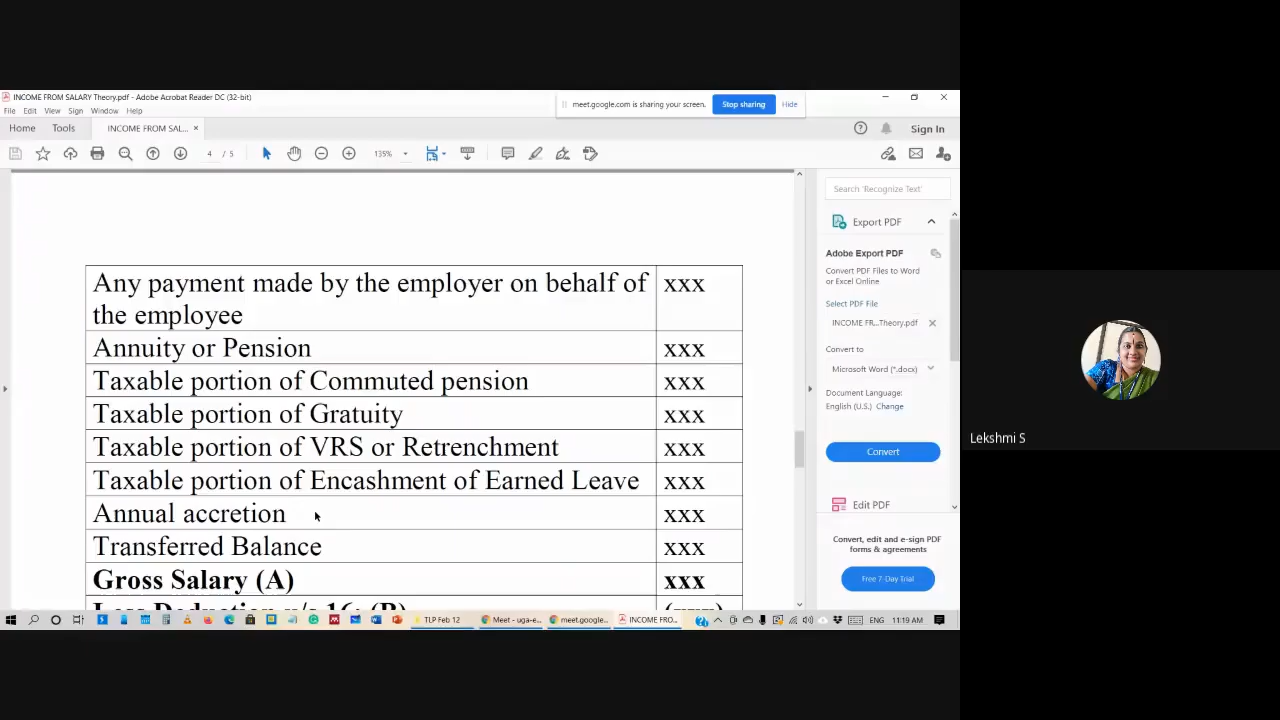 INCOME FROM SALARY Theory.pdf - Adobe Acrobat Reader DC (32-bit)
meet.google.com is sharing your screen.
Stop sharing
Hide
File Edit View Sign Window Help
Home Tools
INCOME FROM SAL... ×
Sign In
4 / 5
135%
Search 'Recognize Text'
Export PDF
Adobe Export PDF
Convert PDF Files to Word
or Excel Online
Select PDF File
INCOME FR...Theory.pdf
Convert to
Microsoft Word (*.docx)
Document Language:
English (U.S.) Change
Convert
Edit PDF
Convert, edit and e-sign PDF
forms & agreements
Free 7-Day Trial
Any payment made by the employer on behalf of xxx
the employee
Annuity or Pension xxx
Taxable portion of Commuted pension xxx
Taxable portion of Gratuity xxx
Taxable portion of VRS or Retrenchment xxx
Taxable portion of Encashment of Earned Leave xxx
Annual accretion xxx
Transferred Balance xxx
Gross Salary (A) xxx
Less Deduction u/s 16: (B) (xxx)
Lekshmi S
TLP Feb 12
Meet - uga-e...
meet.google...
INCOME FRO...
ENG
11:19 AM